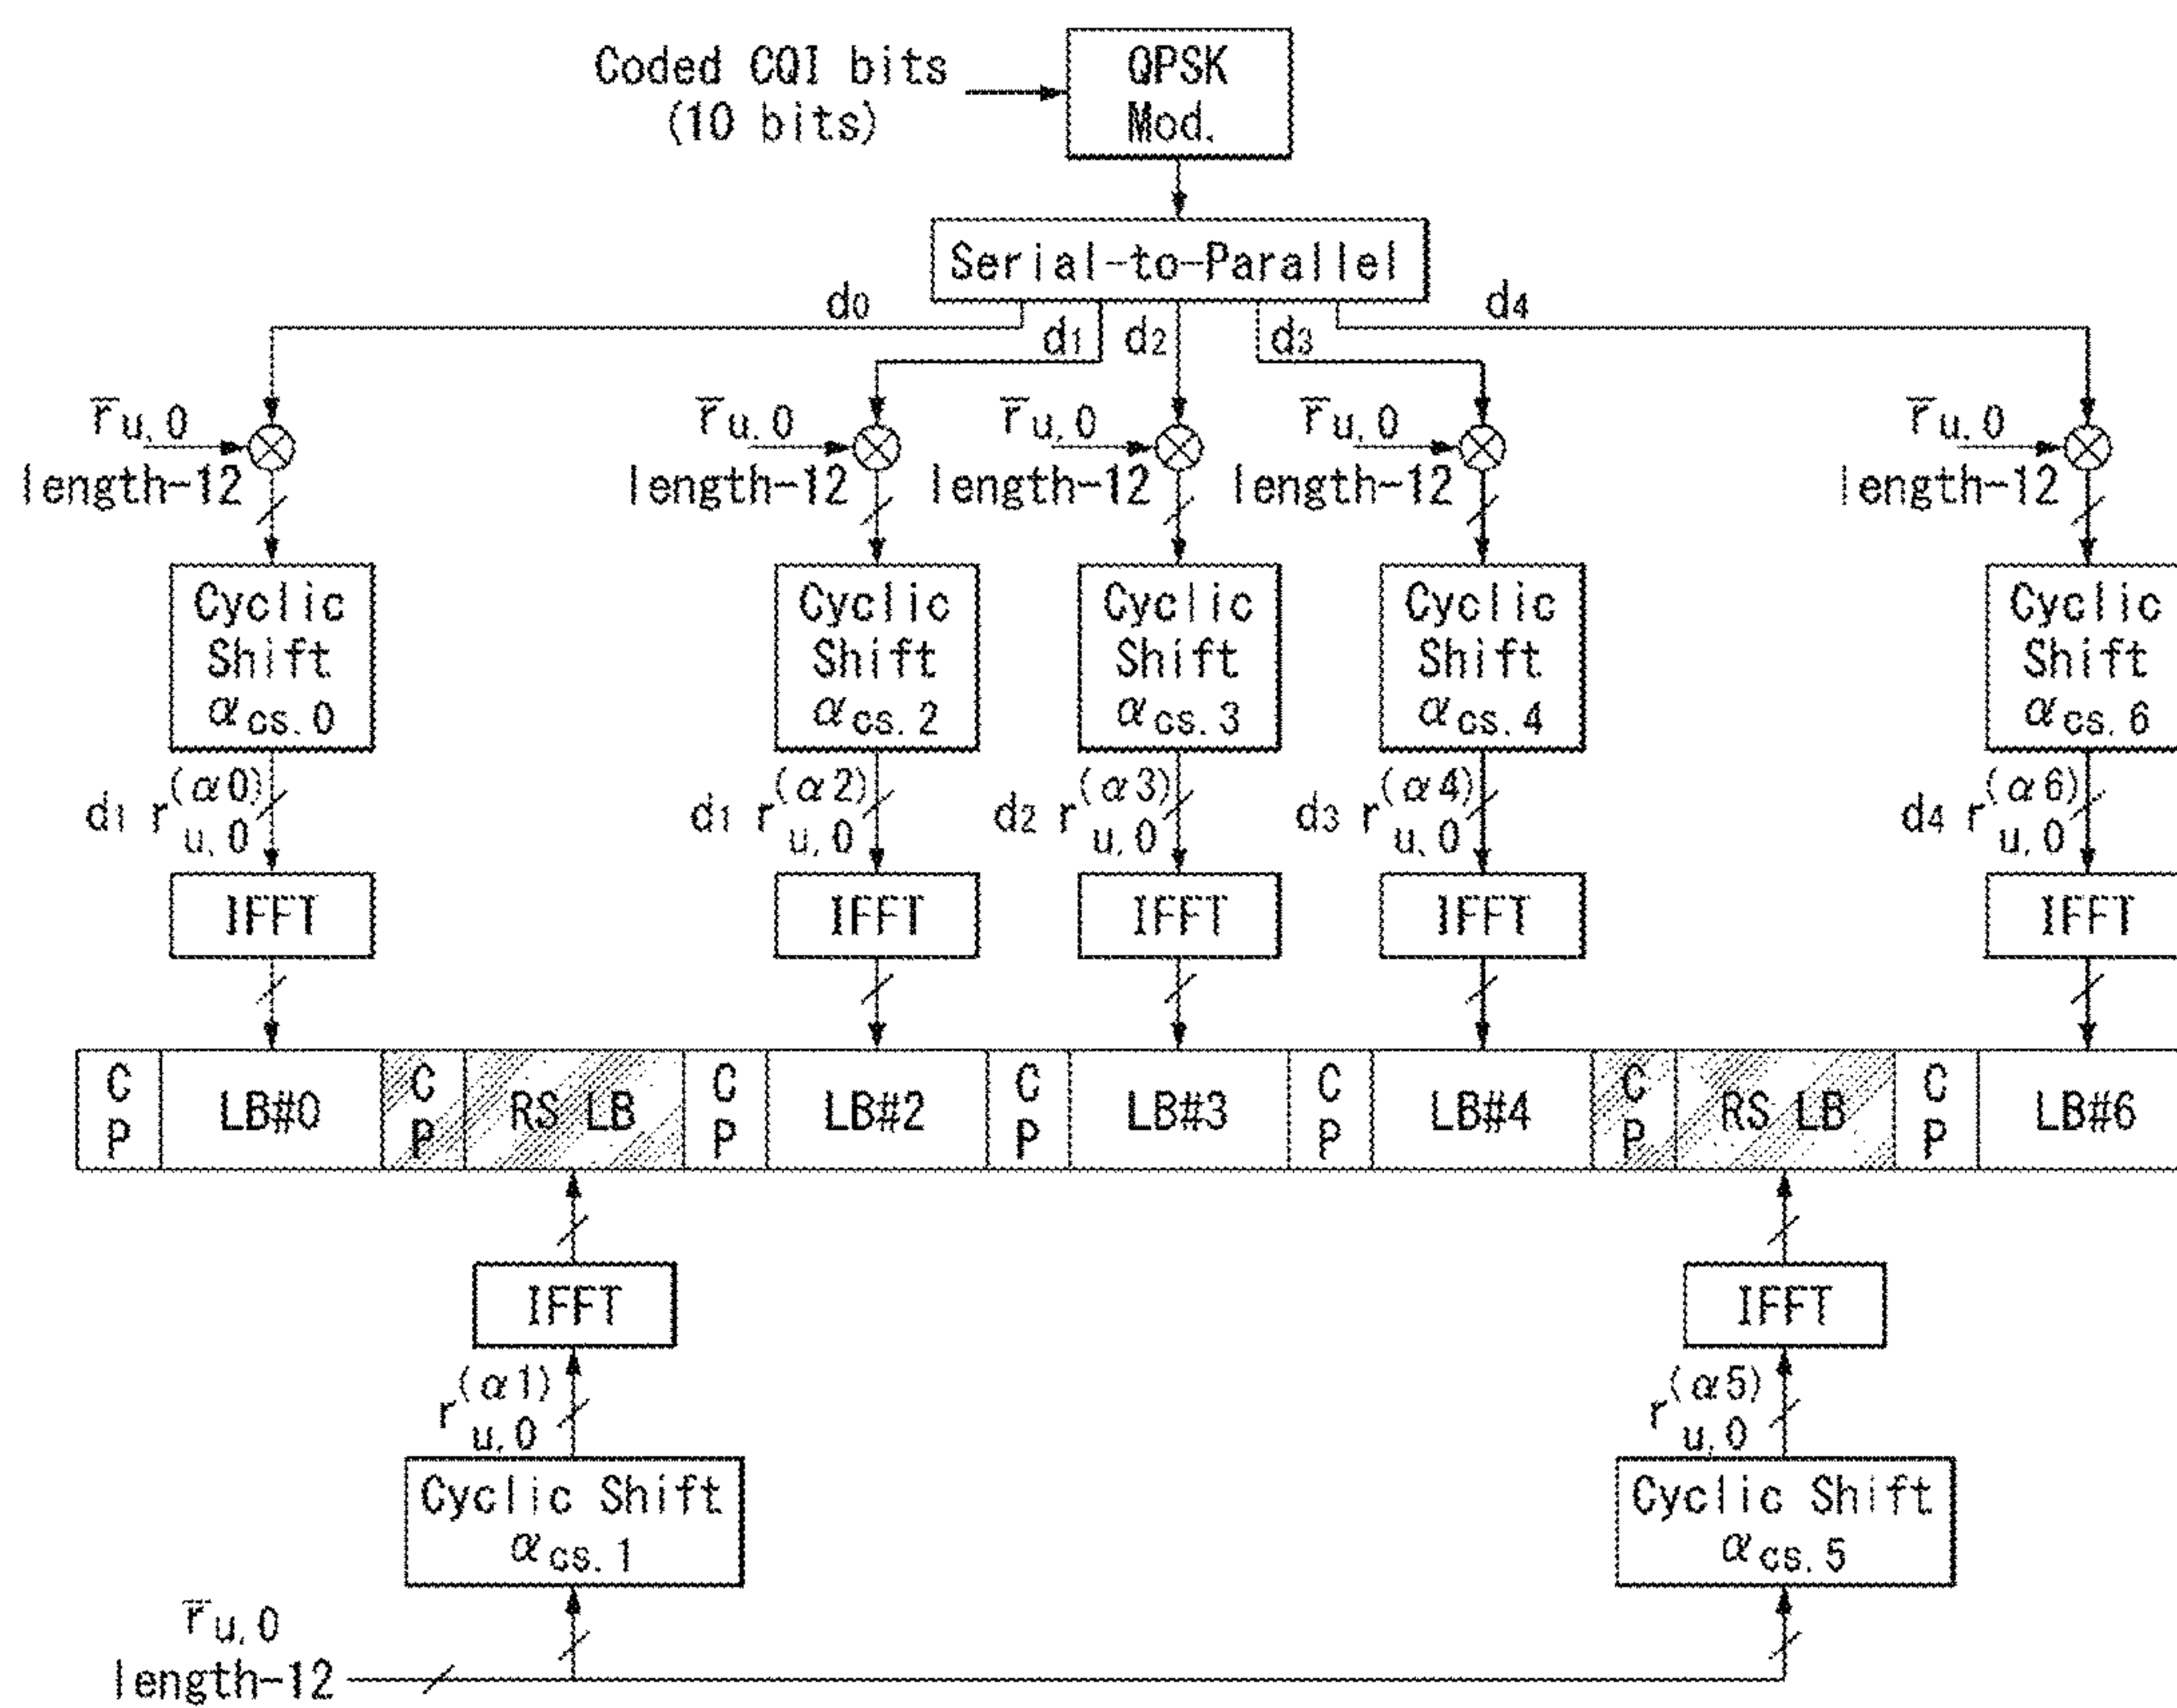 Coded CQI bits
(10 bits)
QPSK
Mod.
Serial-to-Parallel
d0
d1
d2
d3
d4
r̅u,0
length-12
r̅u,0
length-12
r̅u,0
length-12
r̅u,0
length-12
r̅u,0
length-12
Cyclic
Shift
αcs.0
Cyclic
Shift
αcs.2
Cyclic
Shift
αcs.3
Cyclic
Shift
αcs.4
Cyclic
Shift
αcs.6
d1 r(α0)u,0
d1 r(α2)u,0
d2 r(α3)u,0
d3 r(α4)u,0
d4 r(α6)u,0
IFFT
IFFT
IFFT
IFFT
IFFT
CP
LB#0
CP
RS LB
CP
LB#2
CP
LB#3
CP
LB#4
CP
RS LB
CP
LB#6
IFFT
IFFT
r(α1)u,0
r(α5)u,0
Cyclic Shift
αcs.1
Cyclic Shift
αcs.5
r̅u,0
length-12